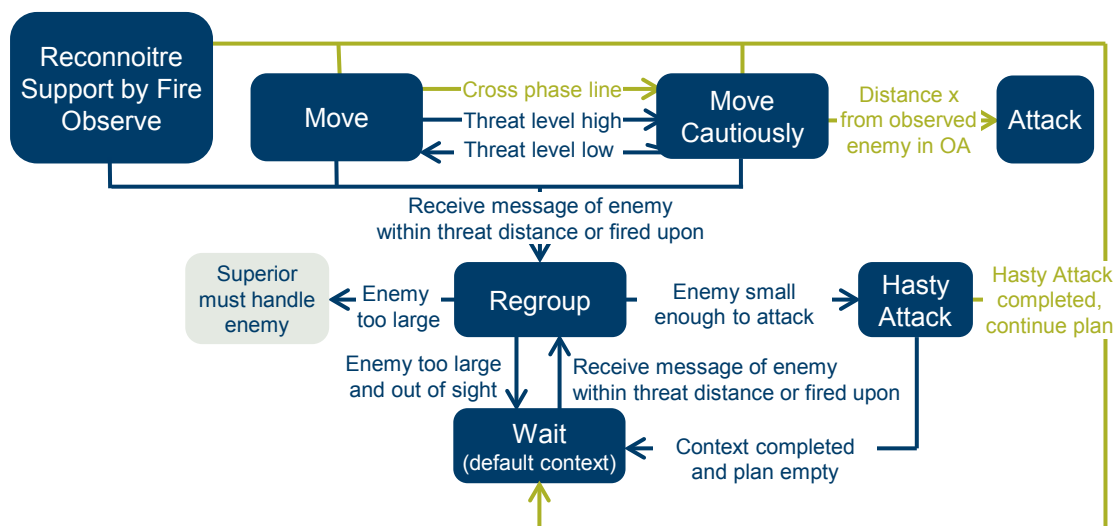 Reconnoitre
Support by Fire
Observe
Move
Cross phase line
Threat level high
Threat level low
Move
Cautiously
Distance x
from observed
enemy in OA
Attack
Receive message of enemy
within threat distance or fired upon
Superior
must handle
enemy
Enemy
too large
Regroup
Enemy small
enough to attack
Hasty
Attack
Hasty Attack
completed,
continue plan
Enemy too large
and out of sight
Receive message of enemy
within threat distance or fired upon
Wait
(default context)
Context completed
and plan empty